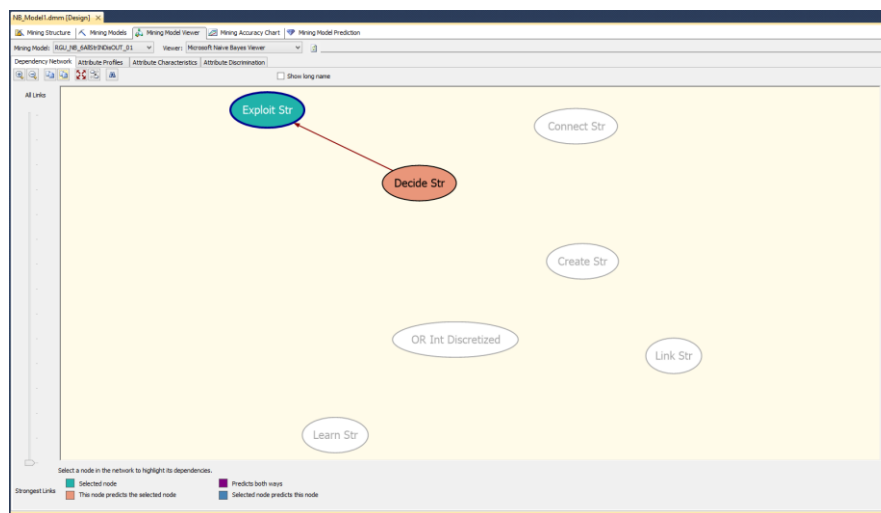 NB_Model1.dmm [Design] ×
Mining Structure Mining Models Mining Model Viewer Mining Accuracy Chart Mining Model Prediction
Mining Model: RGU_NB_6AllStrINDisOUT_01 Viewer: Microsoft Naive Bayes Viewer
Dependency Network Attribute Profiles Attribute Characteristics Attribute Discrimination
Show long name
All Links
Exploit Str
Connect Str
Decide Str
Create Str
OR Int Discretized
Link Str
Learn Str
Select a node in the network to highlight its dependencies.
Strongest Links
Selected node
Predicts both ways
This node predicts the selected node
Selected node predicts this node